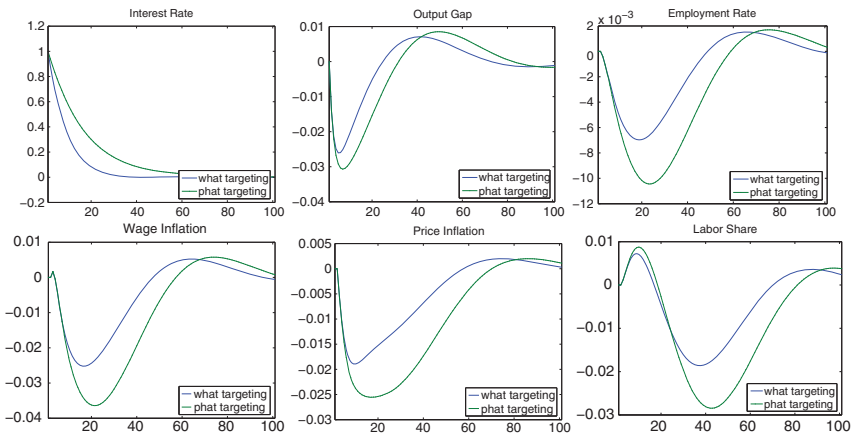 Interest Rate
1.2
1
0.8
0.6
0.4
0.2
0
−0.2
20 40 60 80 100
what targeting
phat targeting
Output Gap
0.01
0
−0.01
−0.02
−0.03
−0.04
20 40 60 80 100
what targeting
phat targeting
Employment Rate
x 10⁻³
2
0
−2
−4
−6
−8
−10
−12
20 40 60 80 100
what targeting
phat targeting
Wage Inflation
0.01
0
−0.01
−0.02
−0.03
−0.04
20 40 60 80 100
what targeting
phat targeting
Price Inflation
0.005
0
−0.005
−0.01
−0.015
−0.02
−0.025
−0.03
20 40 60 80 100
what targeting
phat targeting
Labor Share
0.01
0
−0.01
−0.02
−0.03
20 40 60 80 100
what targeting
phat targeting